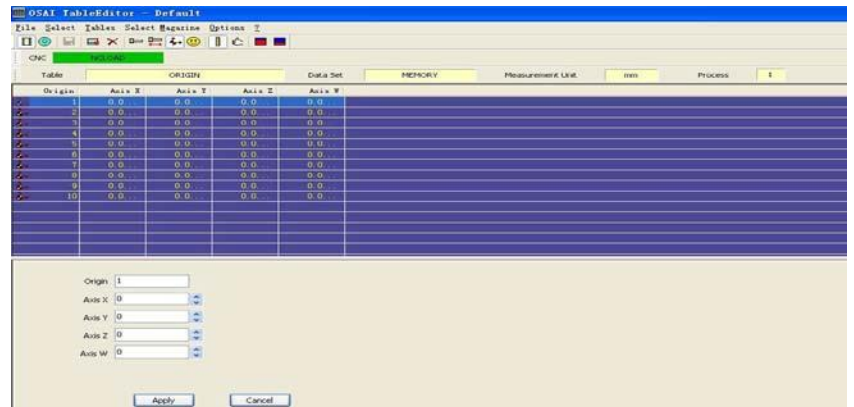 OSAI TableEditor - Default
File Select Tables Select Magazine Options ?
CNC NCLOAD
Table ORIGIN Data Set MEMORY Measurement Unit mm Process 1
Origin Axis X Axis Y Axis Z Axis W
1 0.0... 0.0... 0.0... 0.0...
2 0.0... 0.0... 0.0... 0.0...
3 0.0 0.0 0.0 0.0
4 0.0... 0.0... 0.0... 0.0...
5 0.0... 0.0... 0.0... 0.0...
6 0.0... 0.0... 0.0... 0.0...
7 0.0... 0.0... 0.0... 0.0...
8 0.0... 0.0... 0.0... 0.0...
9 0.0... 0.0... 0.0... 0.0...
10 0.0... 0.0... 0.0... 0.0...
Origin 1
Axis X 0
Axis Y 0
Axis Z 0
Axis W 0
Apply Cancel